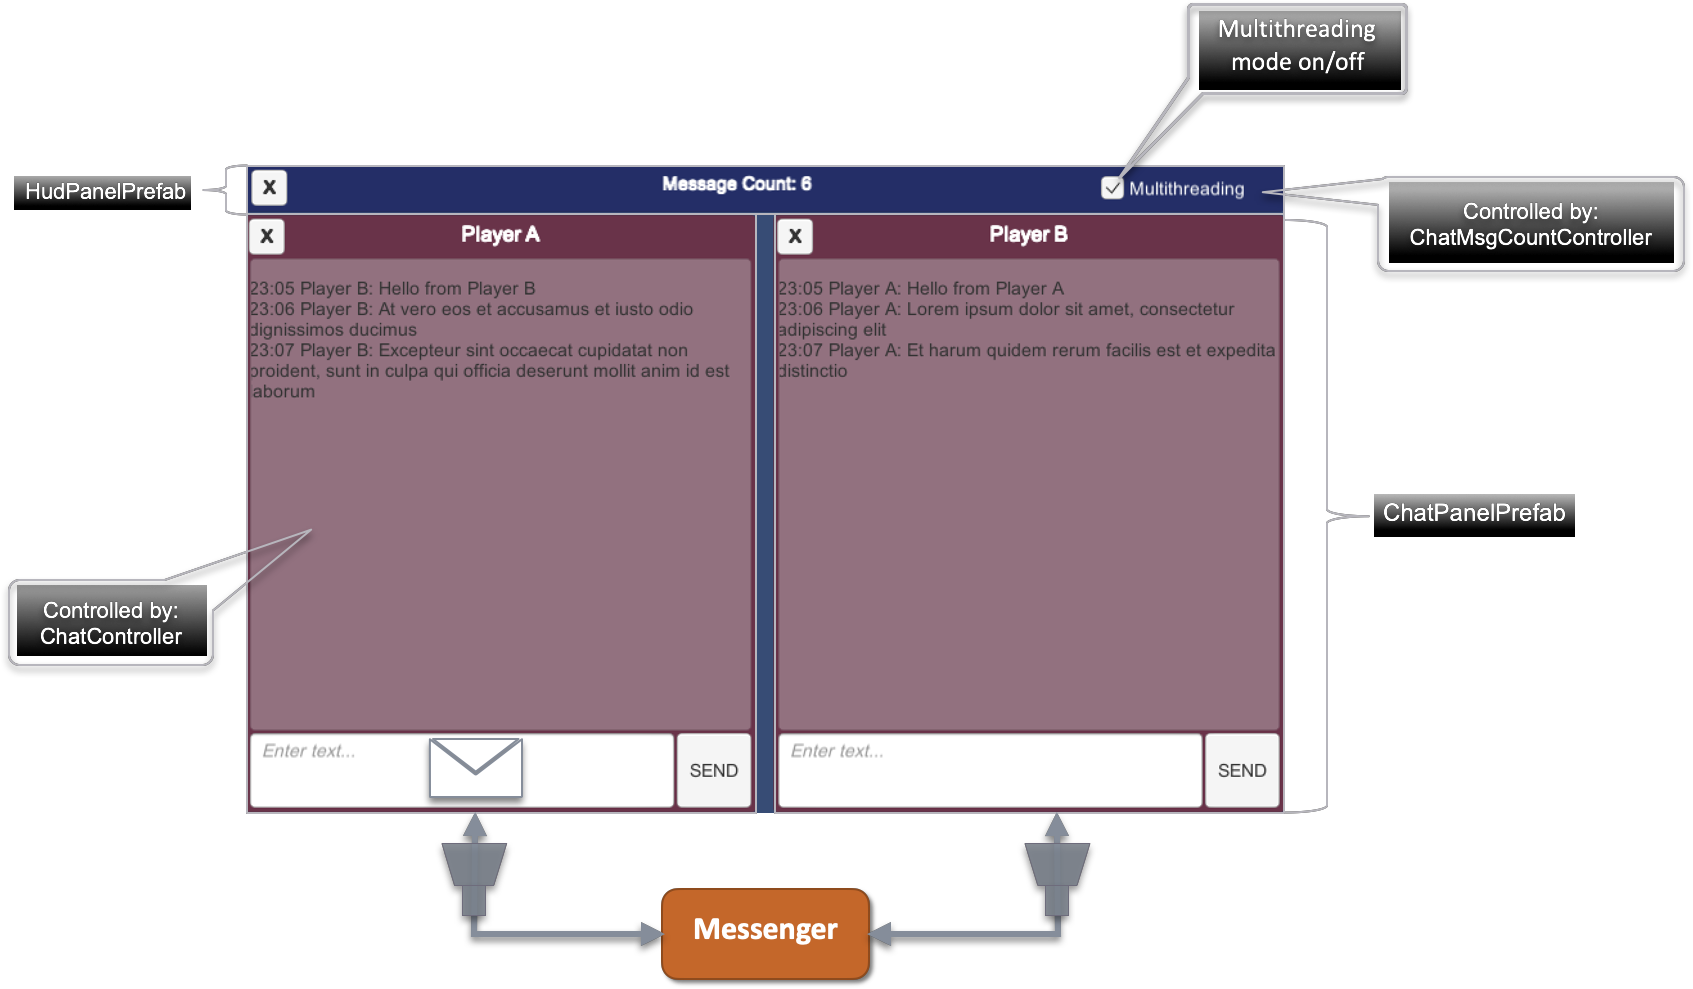 Multithreading
mode on/off
HudPanelPrefab
X
Message Count: 6
Multithreading
Controlled by:
ChatMsgCountController
X
Player A
23:05 Player B: Hello from Player B
23:06 Player B: At vero eos et accusamus et iusto odio
dignissimos ducimus
23:07 Player B: Excepteur sint occaecat cupidatat non
proident, sunt in culpa qui officia deserunt mollit anim id est
laborum
Enter text...
SEND
X
Player B
23:05 Player A: Hello from Player A
23:06 Player A: Lorem ipsum dolor sit amet, consectetur
adipiscing elit
23:07 Player A: Et harum quidem rerum facilis est et expedita
distinctio
Enter text...
SEND
ChatPanelPrefab
Controlled by:
ChatController
Messenger